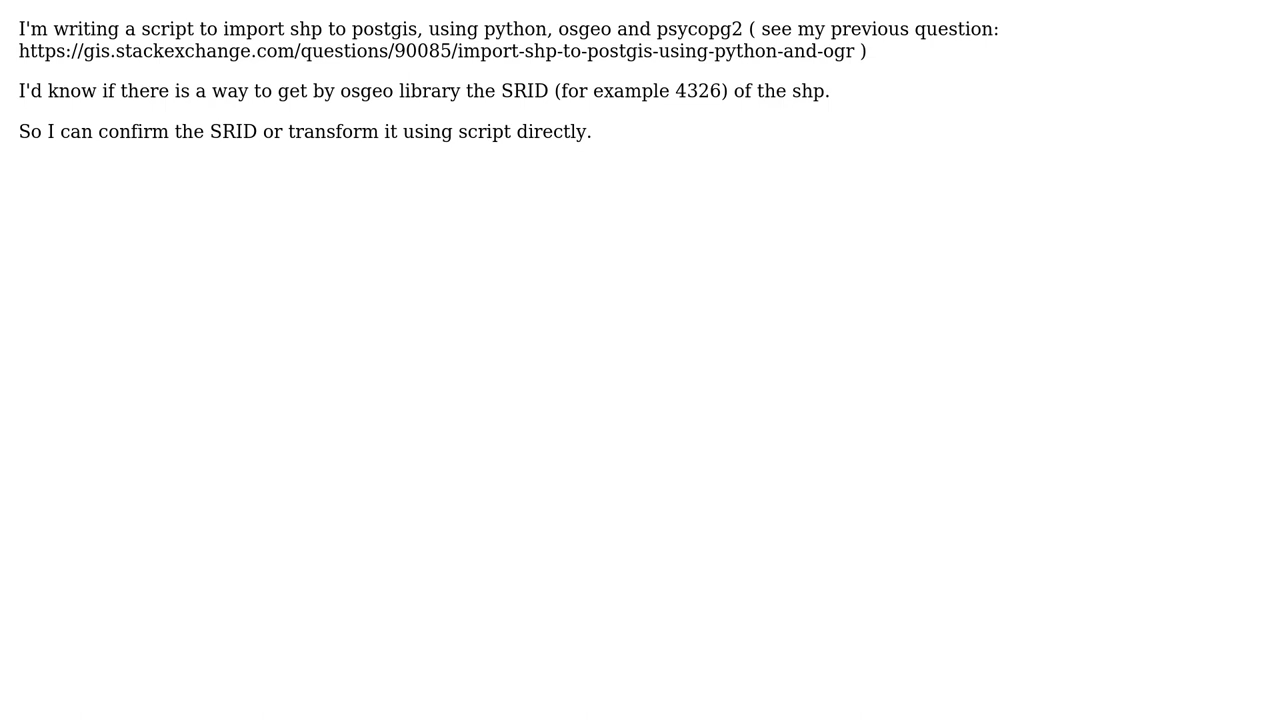 I'm writing a script to import shp to postgis, using python, osgeo and psycopg2 ( see my previous question:
https://gis.stackexchange.com/questions/90085/import-shp-to-postgis-using-python-and-ogr )
I'd know if there is a way to get by osgeo library the SRID (for example 4326) of the shp.
So I can confirm the SRID or transform it using script directly.